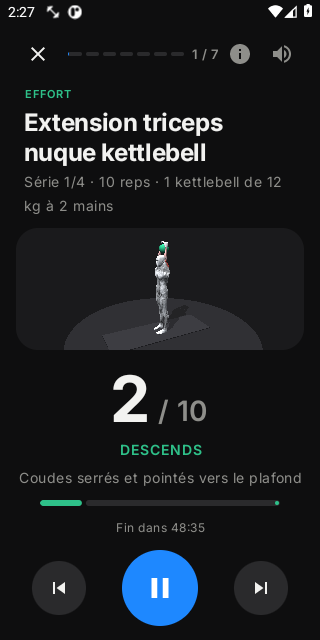 2:27
1 / 7
EFFORT
Extension triceps
nuque kettlebell
Série 1/4 · 10 reps · 1 kettlebell de 12
kg à 2 mains
2 / 10
DESCENDS
Coudes serrés et pointés vers le plafond
Fin dans 48:35